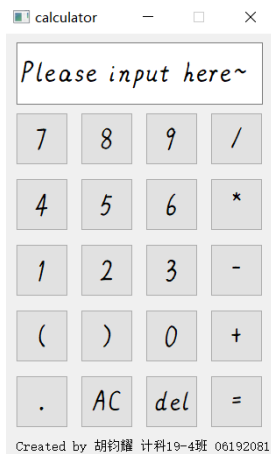 calculator
Please input here~
7 8 9 /
4 5 6 *
1 2 3 -
( ) 0 +
. AC del =
Created by 胡钧耀 计科19-4班 06192081